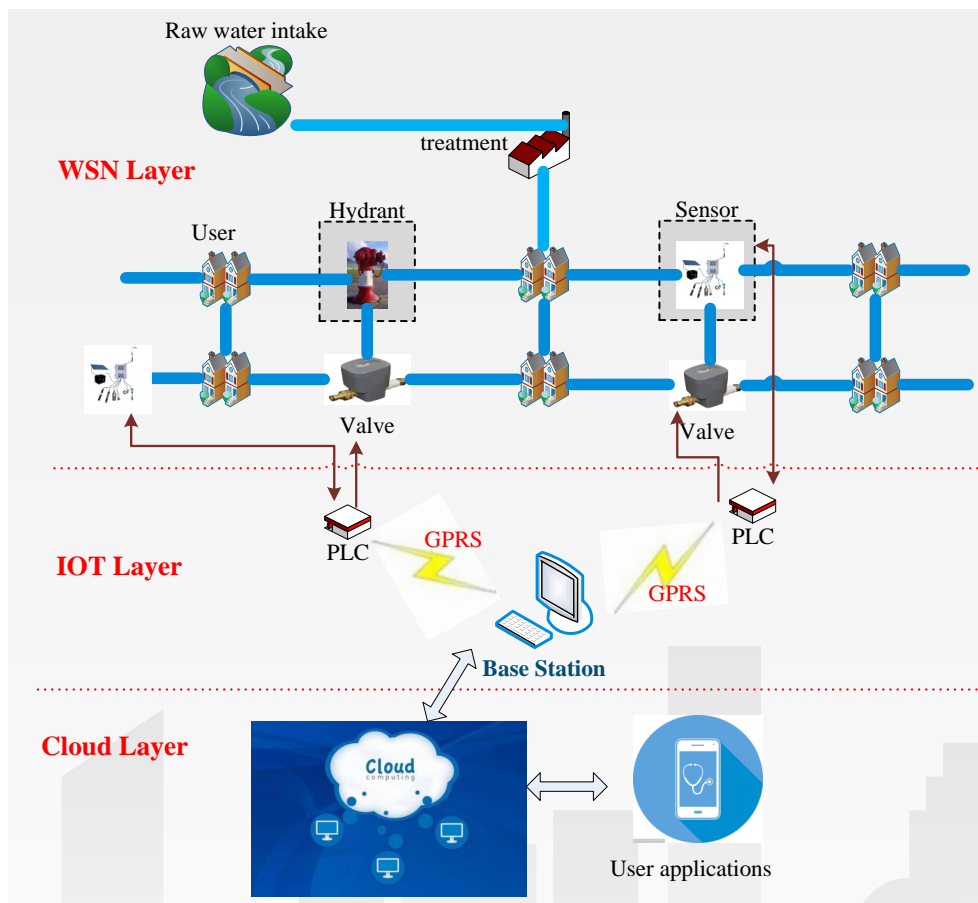 Raw water intake
treatment
WSN Layer
Hydrant
Sensor
User
Valve
Valve
PLC
PLC
GPRS
GPRS
IOT Layer
Base Station
Cloud Layer
Cloud
computing
User applications